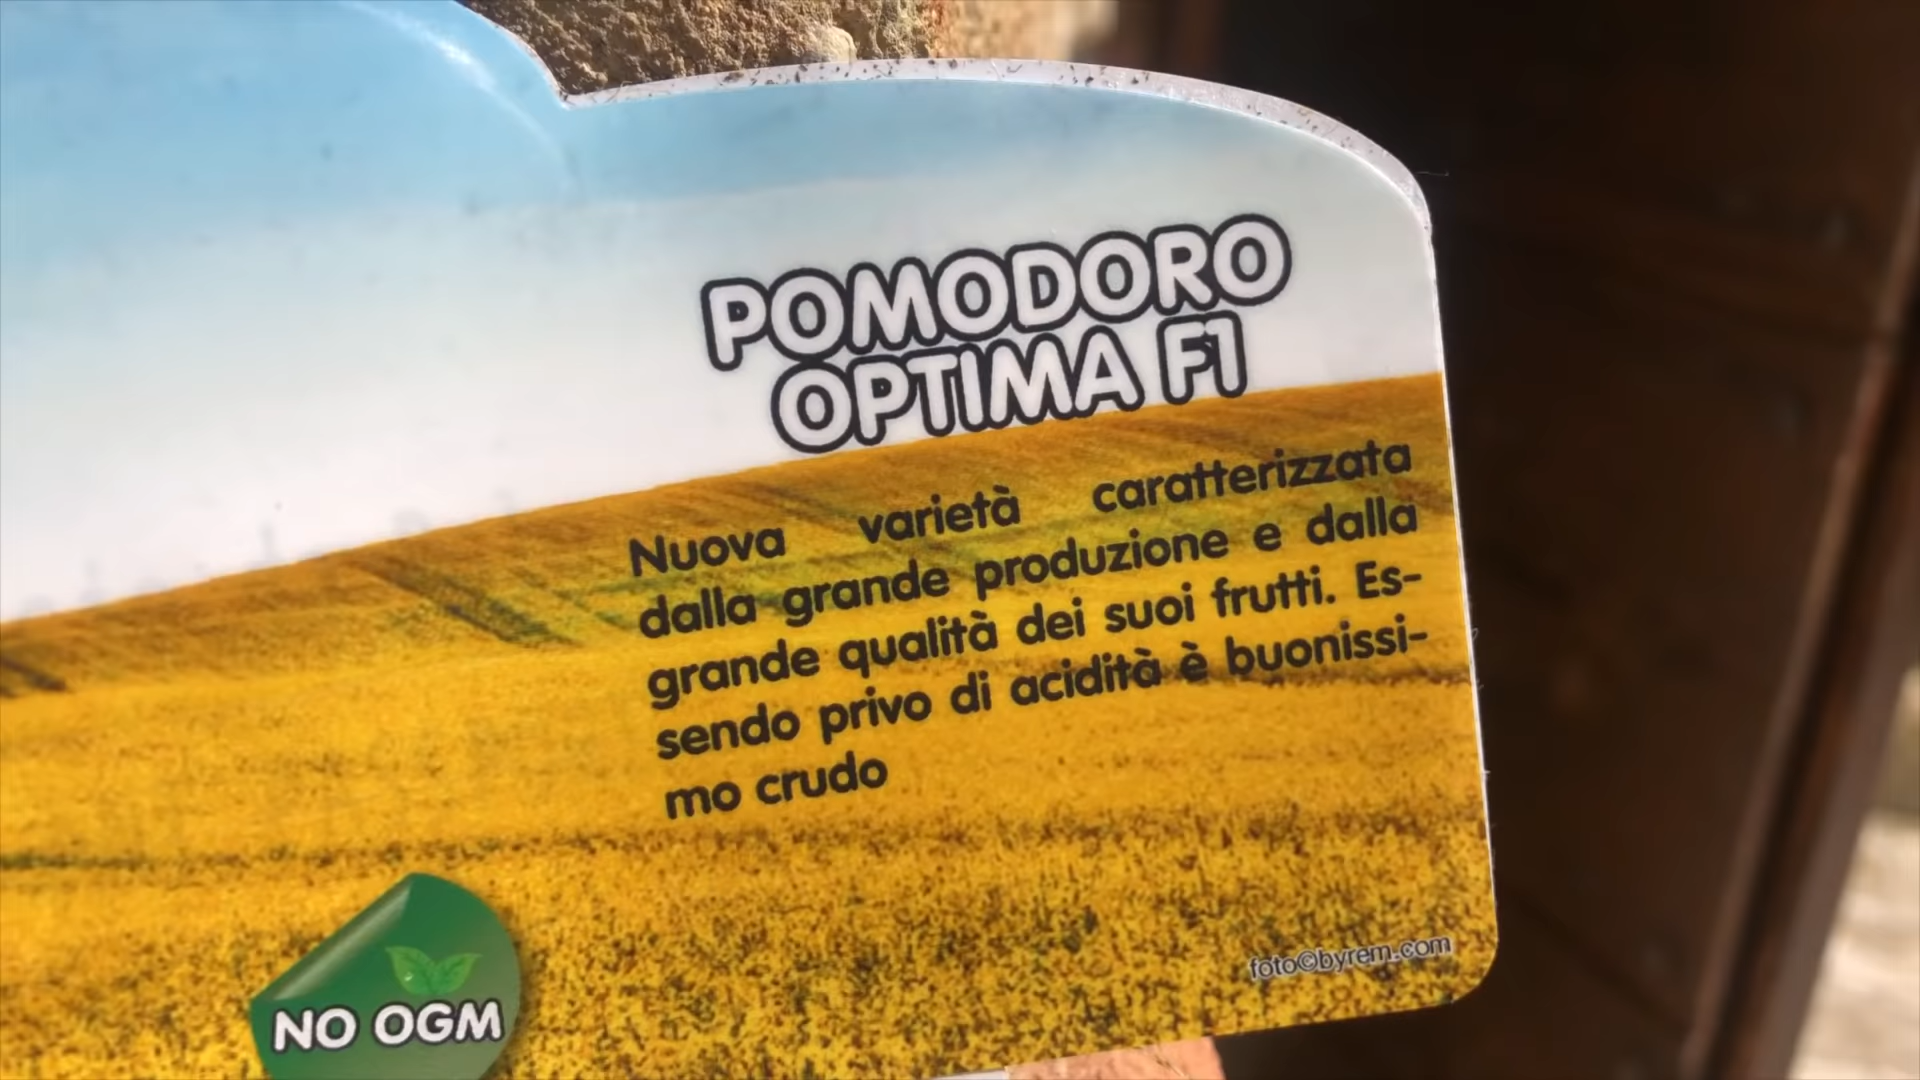 POMODORO
OPTIMA F1
Nuova varietà caratterizzata
dalla grande produzione e dalla
grande qualità dei suoi frutti. Es-
sendo privo di acidità è buonissi-
mo crudo
NO OGM
foto©byrem.com